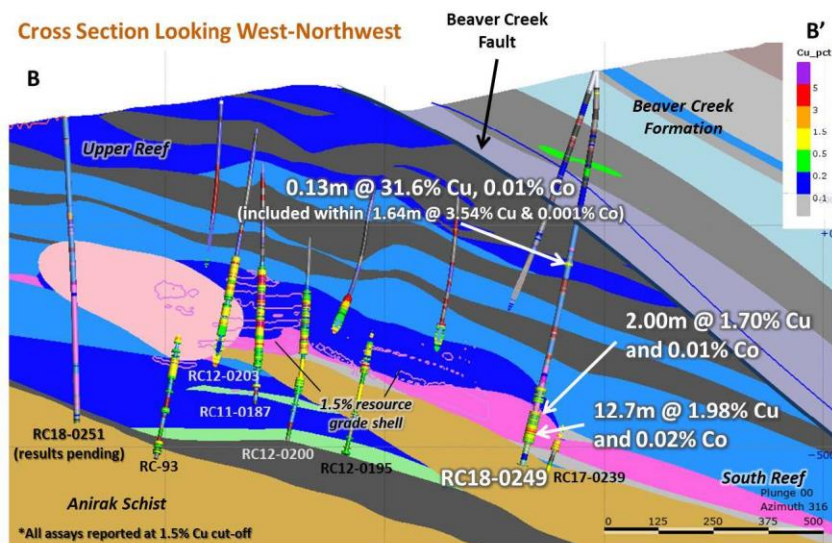 Cross Section Looking West-Northwest
Beaver Creek
Fault
B
B’
Cu_pct
5
3
1.5
0.5
0.2
0.1
Beaver Creek
Formation
Upper Reef
0.13m @ 31.6% Cu, 0.01% Co
(included within 1.64m @ 3.54% Cu & 0.001% Co)
2.00m @ 1.70% Cu
and 0.01% Co
12.7m @ 1.98% Cu
and 0.02% Co
RC12-0203
RC11-0187
1.5% resource
grade shell
RC18-0251
(results pending)
RC-93
RC12-0200
RC12-0195
RC18-0249
RC17-0239
South Reef
Plunge 00
Azimuth 316
Anirak Schist
0 125 250 375 500
*All assays reported at 1.5% Cu cut-off